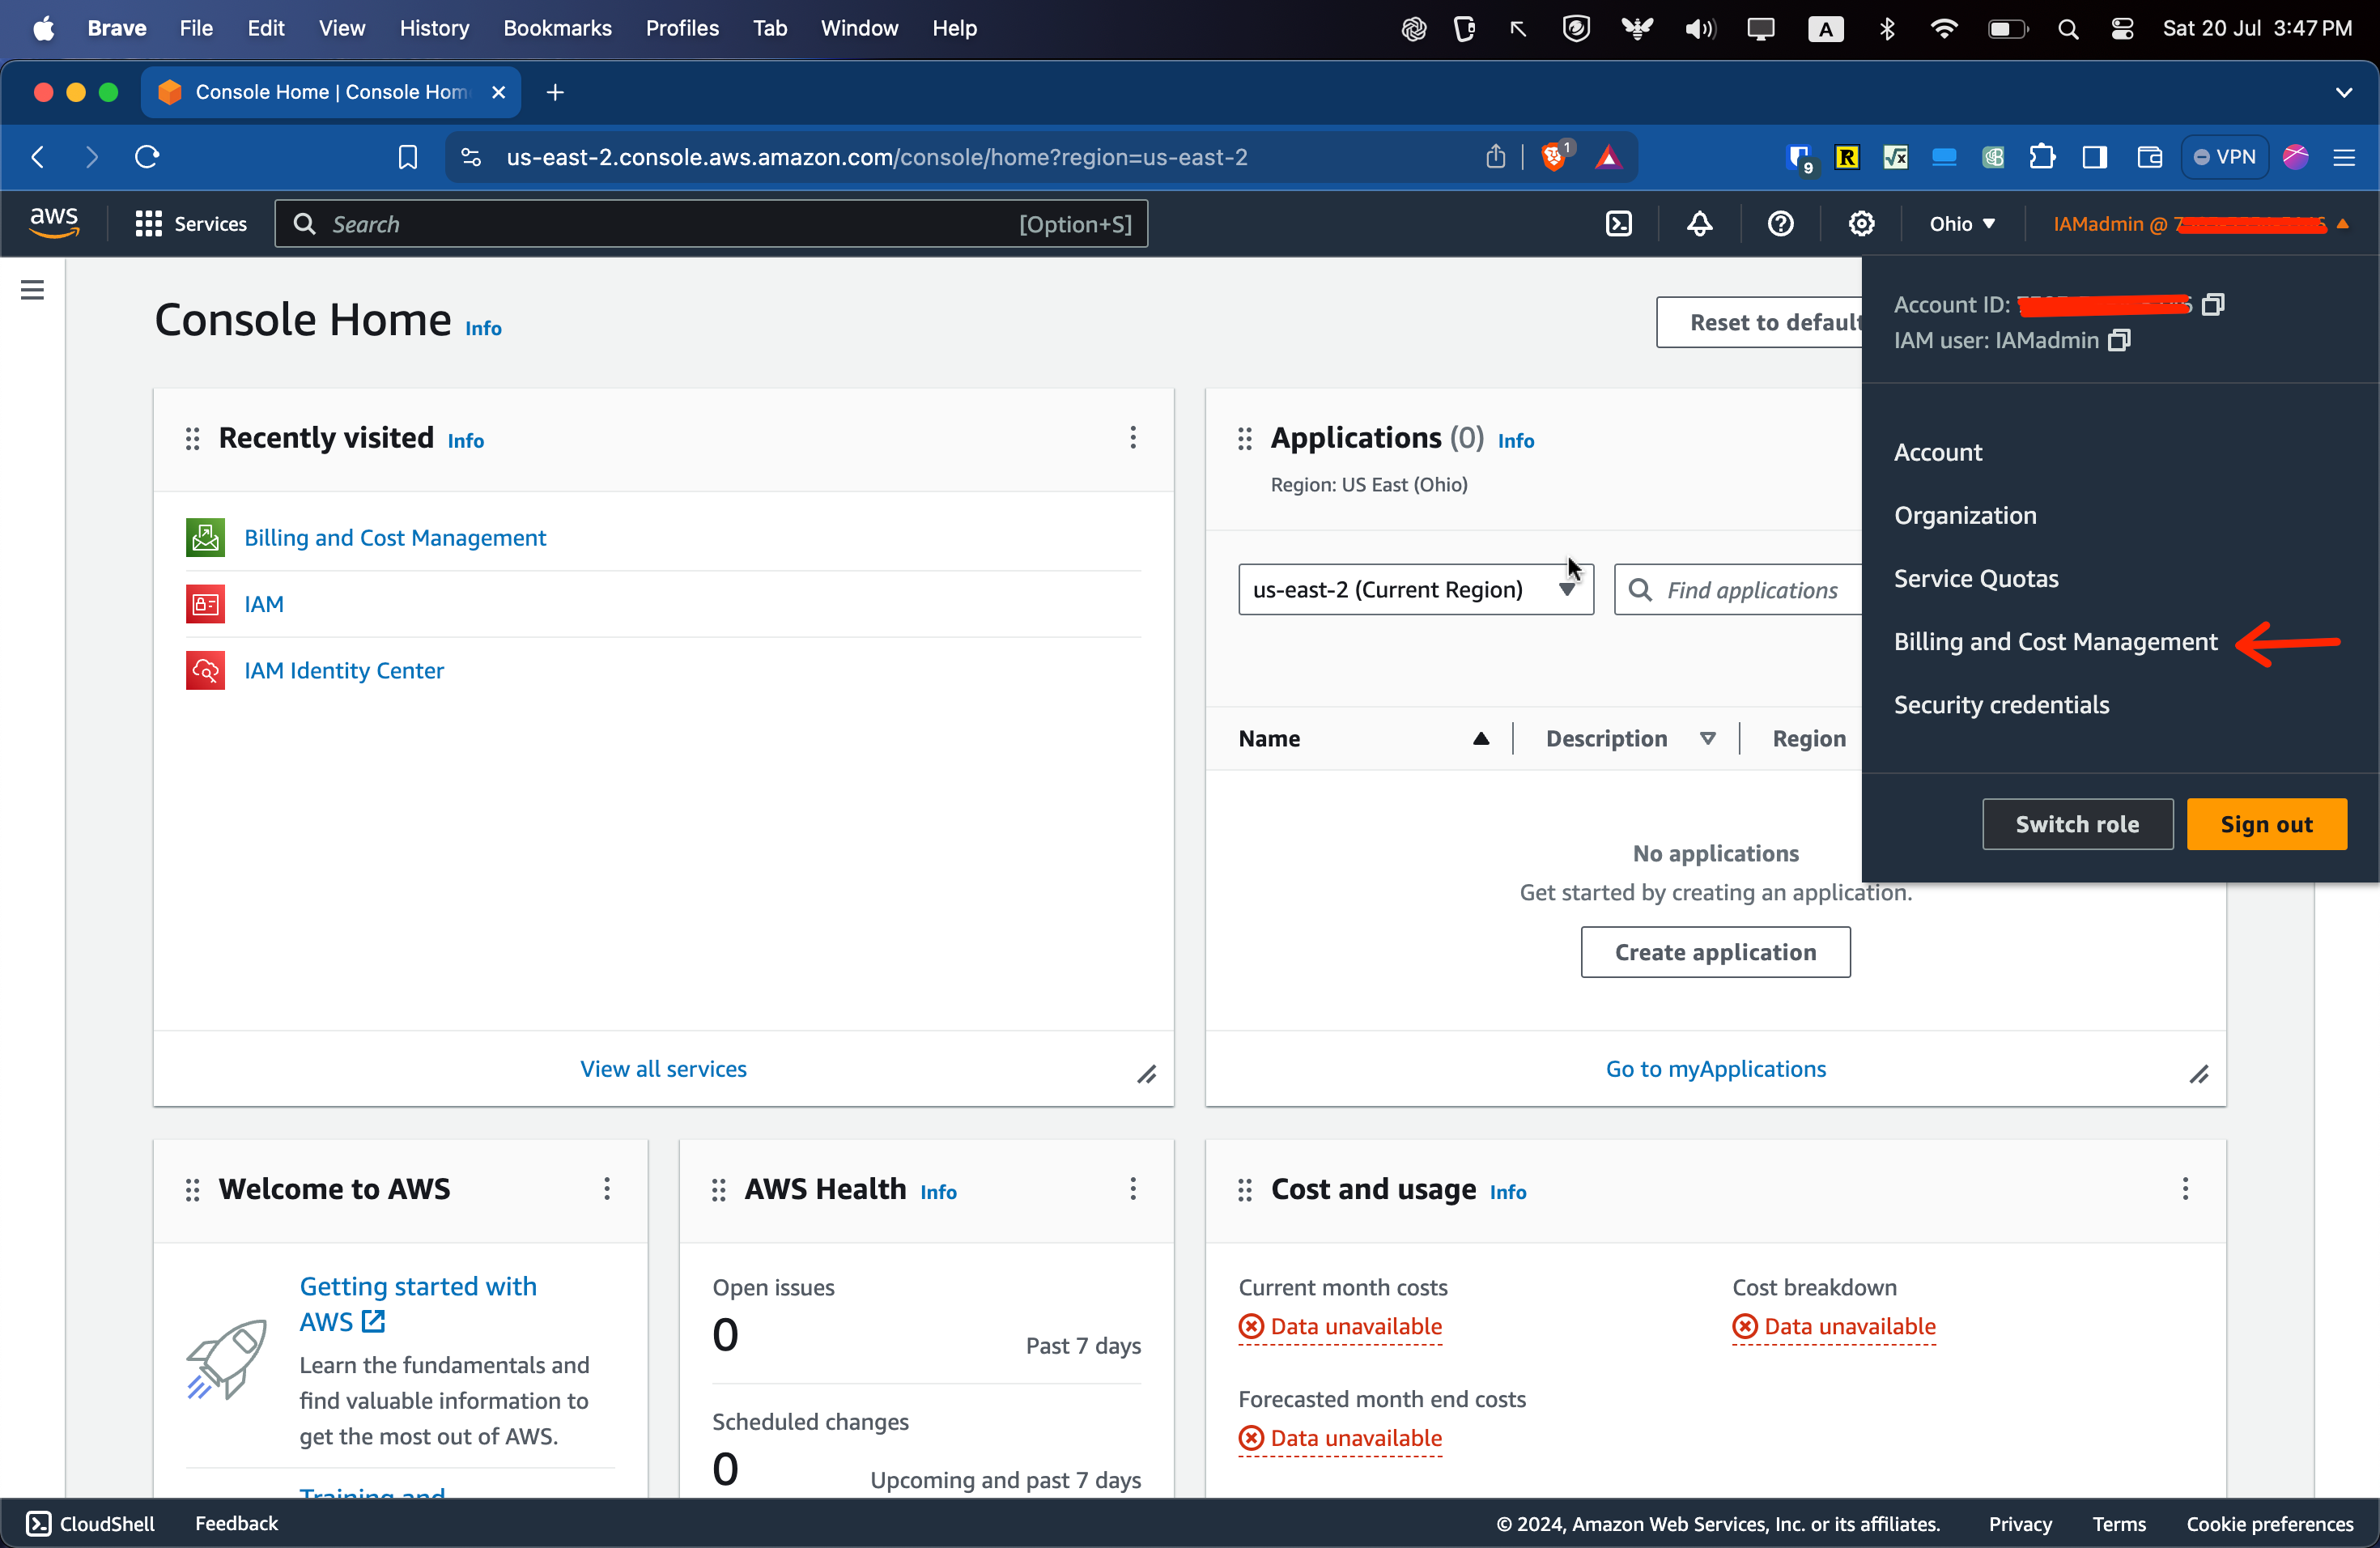 Brave File Edit View History Bookmarks Profiles Tab Window Help
A
Sat 20 Jul 3:47 PM
Console Home | Console Hom
us-east-2.console.aws.amazon.com/console/home?region=us-east-2
1
9
R
√x
VPN
aws
Services
Search
[Option+S]
Ohio
IAMadmin @
Console Home Info
Reset to default
Account ID:
IAM user: IAMadmin
Account
Organization
Service Quotas
Billing and Cost Management
Security credentials
Switch role
Sign out
Recently visited Info
Billing and Cost Management
IAM
IAM Identity Center
View all services
Applications (0) Info
Region: US East (Ohio)
us-east-2 (Current Region)
Find applications
Name
Description
Region
No applications
Get started by creating an application.
Create application
Go to myApplications
Welcome to AWS
Getting started with
AWS
Learn the fundamentals and
find valuable information to
get the most out of AWS.
Training and
AWS Health Info
Open issues
0
Past 7 days
Scheduled changes
0
Upcoming and past 7 days
Cost and usage Info
Current month costs
Data unavailable
Cost breakdown
Data unavailable
Forecasted month end costs
Data unavailable
CloudShell
Feedback
© 2024, Amazon Web Services, Inc. or its affiliates.
Privacy
Terms
Cookie preferences